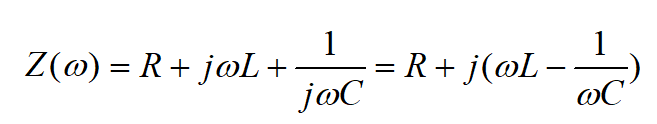 Z(ω) = R + jωL + 1/(jωC) = R + j(ωL − 1/(ωC))